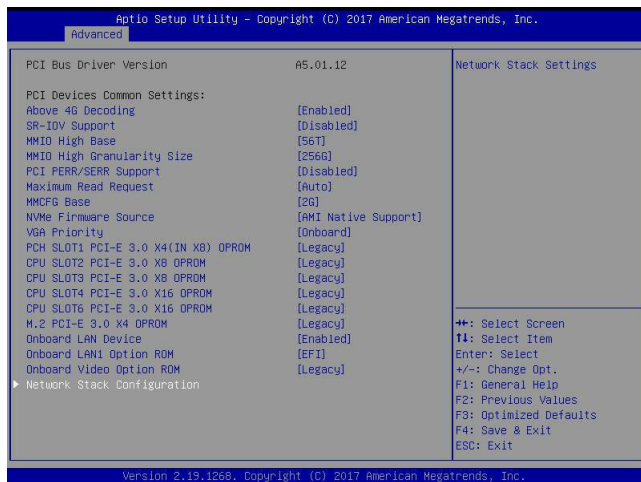 Aptio Setup Utility – Copyright (C) 2017 American Megatrends, Inc.
Advanced
PCI Bus Driver Version A5.01.12
PCI Devices Common Settings:
Above 4G Decoding [Enabled]
SR-IOV Support [Disabled]
MMIO High Base [56T]
MMIO High Granularity Size [256G]
PCI PERR/SERR Support [Disabled]
Maximum Read Request [Auto]
MMCFG Base [2G]
NVMe Firmware Source [AMI Native Support]
VGA Priority [Onboard]
PCH SLOT1 PCI-E 3.0 X4(IN X8) OPROM [Legacy]
CPU SLOT2 PCI-E 3.0 X8 OPROM [Legacy]
CPU SLOT3 PCI-E 3.0 X8 OPROM [Legacy]
CPU SLOT4 PCI-E 3.0 X16 OPROM [Legacy]
CPU SLOT6 PCI-E 3.0 X16 OPROM [Legacy]
M.2 PCI-E 3.0 X4 OPROM [Legacy]
Onboard LAN Device [Enabled]
Onboard LAN1 Option ROM [EFI]
Onboard Video Option ROM [Legacy]
Network Stack Configuration
Network Stack Settings
→←: Select Screen
↑↓: Select Item
Enter: Select
+/-: Change Opt.
F1: General Help
F2: Previous Values
F3: Optimized Defaults
F4: Save & Exit
ESC: Exit
Version 2.19.1268. Copyright (C) 2017 American Megatrends, Inc.